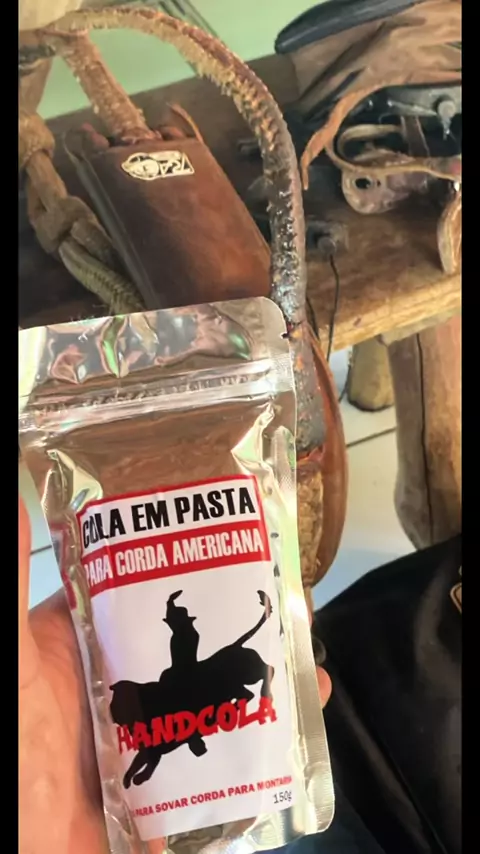 COLA EM PASTA
PARA CORDA AMERICANA
HANDCOLA
PARA SOVAR CORDA PARA MONTARIA
150g